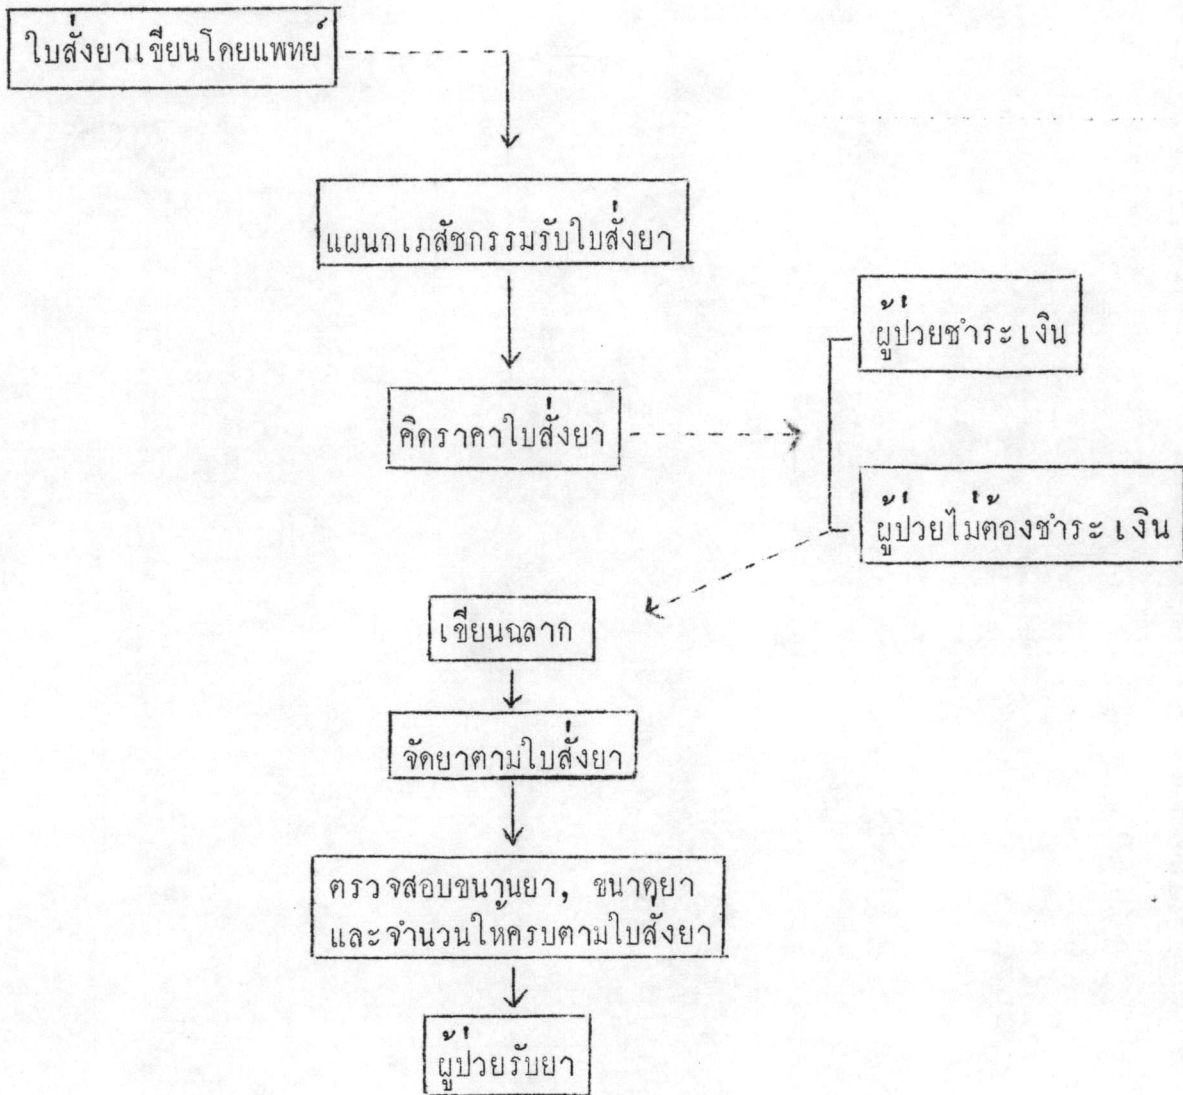 ใบสั่งยาเขียนโดยแพทย์
แผนกเภสัชกรรมรับใบสั่งยา
ผู้ป่วยชำระเงิน
คิดราคาใบสั่งยา
ผู้ป่วยไม่ต้องชำระเงิน
เขียนฉลาก
จัดยาตามใบสั่งยา
ตรวจสอบขนานยา, ขนาดยา
และจำนวนให้ครบตามใบสั่งยา
ผู้ป่วยรับยา